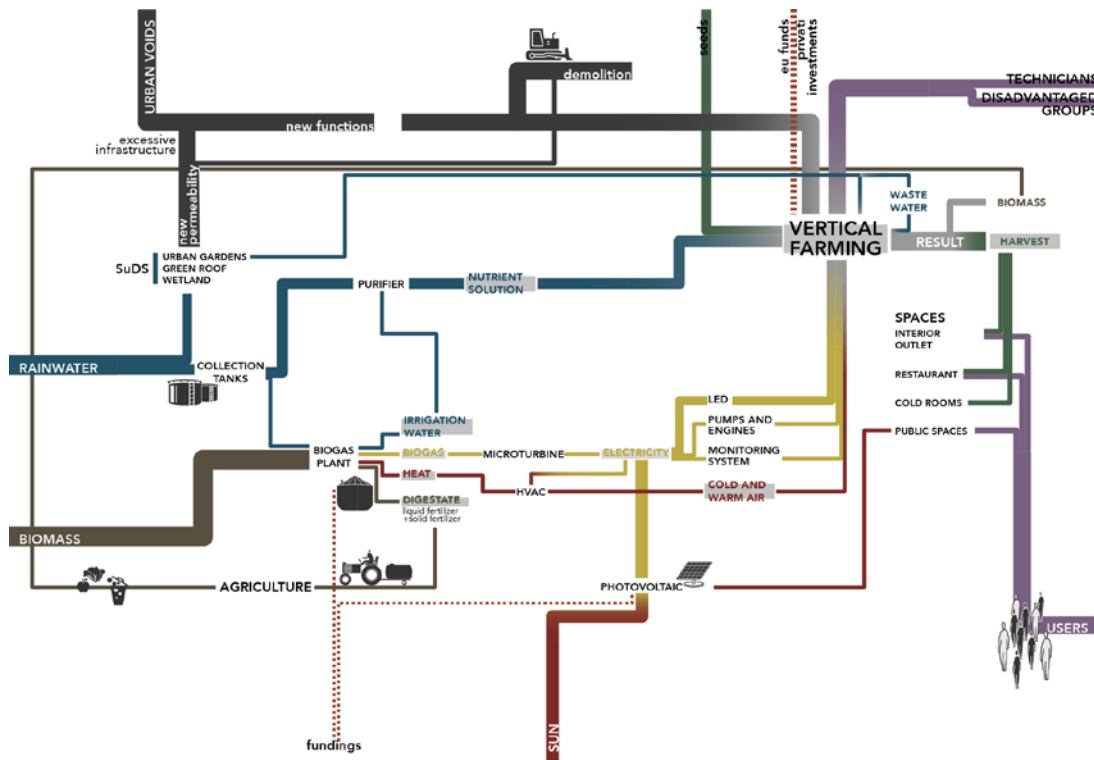 URBAN VOIDS
demolition
seeds
eu funds
privati
investments
TECHNICIANS
DISADVANTAGED
GROUPS
new functions
excessive
infrastructure
new
permeability
WASTE
WATER
BIOMASS
VERTICAL
FARMING
RESULT
HARVEST
SuDS
URBAN GARDENS
GREEN ROOF
WETLAND
PURIFIER
NUTRIENT
SOLUTION
SPACES
INTERIOR
OUTLET
RAINWATER
COLLECTION
TANKS
RESTAURANT
COLD ROOMS
LED
IRRIGATION
WATER
PUMPS AND
ENGINES
PUBLIC SPACES
BIOGAS
PLANT
BIOGAS
MICROTURBINE
ELECTRICITY
MONITORING
SYSTEM
HEAT
HVAC
COLD AND
WARM AIR
DIGESTATE
liquid fertilizer
+solid fertilizer
BIOMASS
AGRICULTURE
PHOTOVOLTAIC
USERS
SUN
fundings